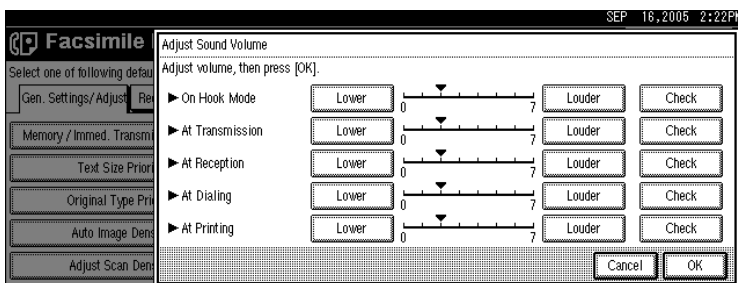 SEP 16,2005 2:22P
Facsimile
Select one of following defau
Gen. Settings/Adjust
Memory / Immed. Transmi
Text Size Priori
Original Type Pri
Auto Image Dens
Adjust Scan Dens
Adjust Sound Volume
Adjust volume, then press [OK].
► On Hook Mode Lower 0 7 Louder Check
► At Transmission Lower 0 7 Louder Check
► At Reception Lower 0 7 Louder Check
► At Dialing Lower 0 7 Louder Check
► At Printing Lower 0 7 Louder Check
Cancel OK